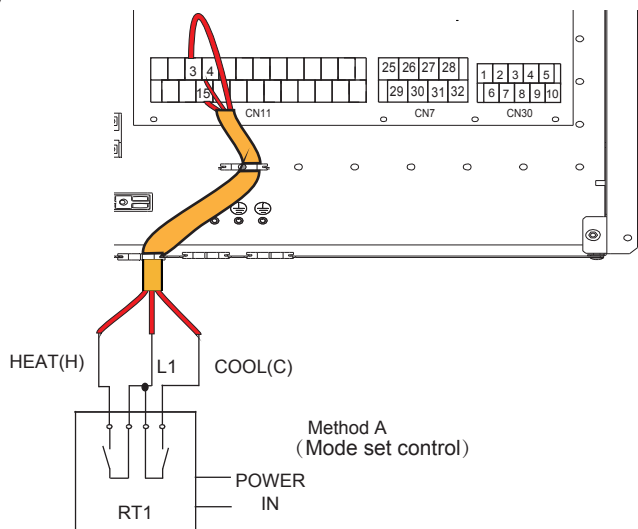 3 4
15
CN11
25 26 27 28
29 30 31 32
CN7
1 2 3 4 5
6 7 8 9 10
CN30
HEAT(H)
L1
COOL(C)
Method A
(Mode set control)
POWER
IN
RT1